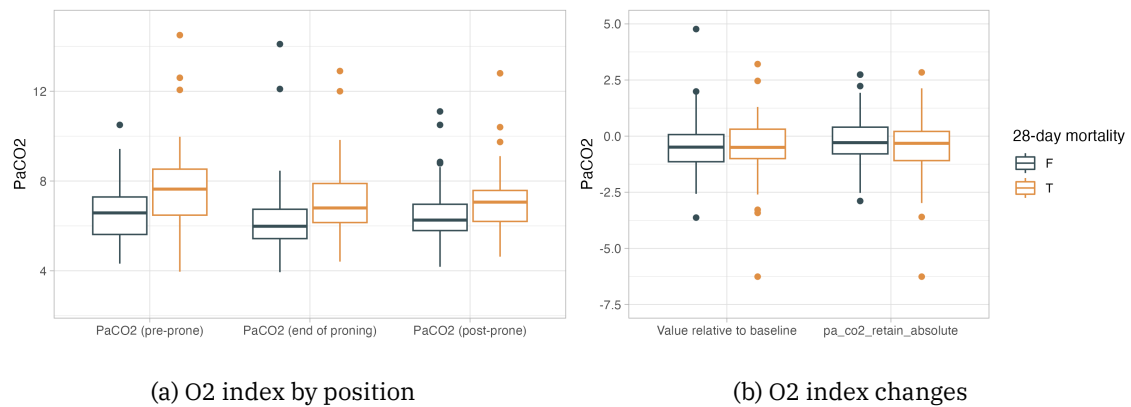 PaCO2
12
8
4
PaCO2 (pre-prone)
PaCO2 (end of proning)
PaCO2 (post-prone)
(a) O2 index by position
PaCO2
5.0
2.5
0.0
-2.5
-5.0
-7.5
Value relative to baseline
pa_co2_retain_absolute
(b) O2 index changes
28-day mortality
F
T